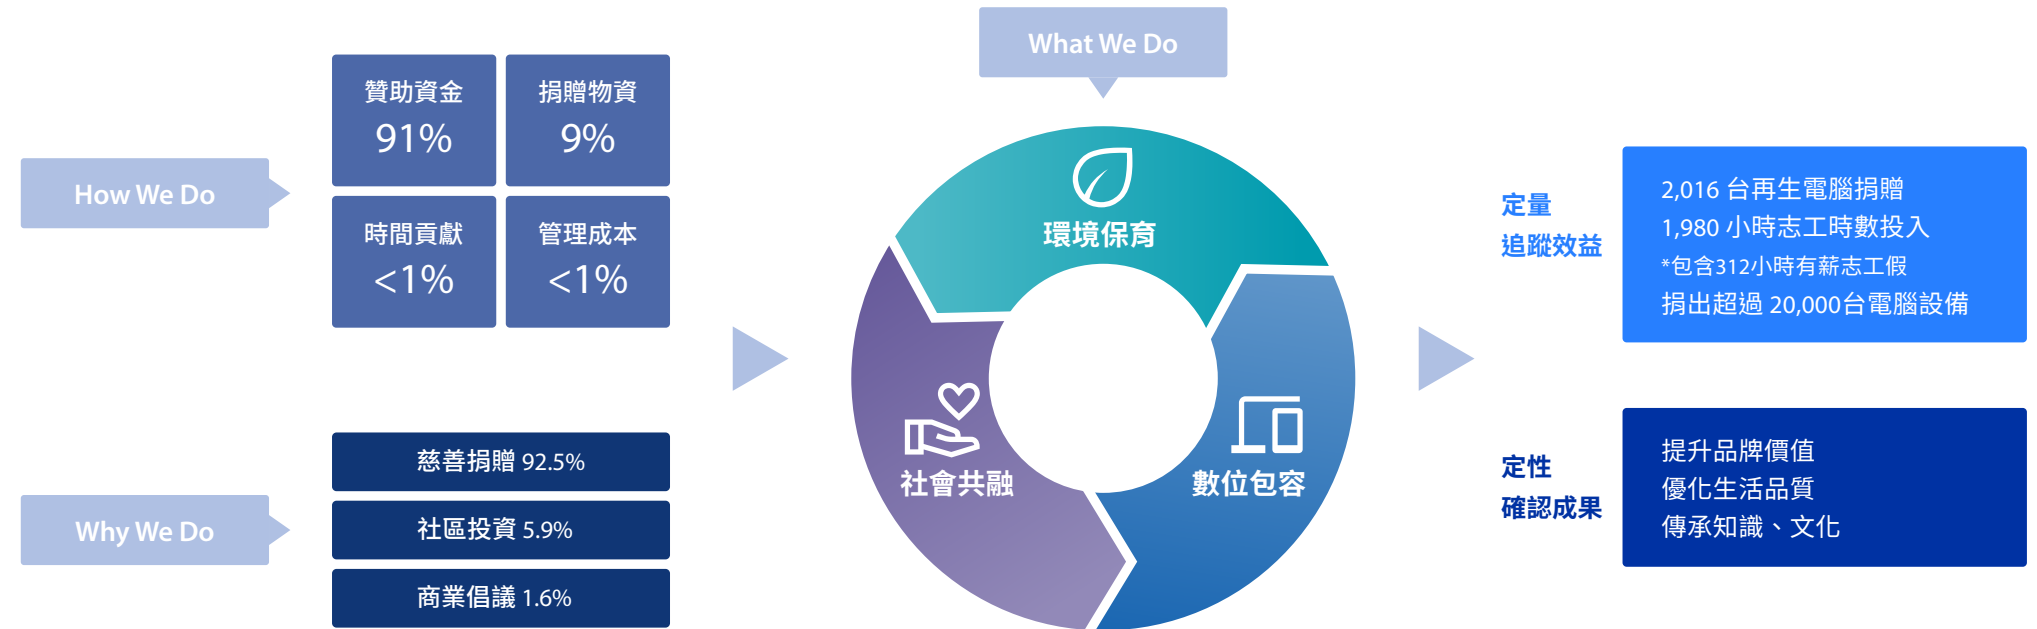 How We Do
贊助資金
91%
捐贈物資
9%
時間貢獻
<1%
管理成本
<1%
Why We Do
慈善捐贈 92.5%
社區投資 5.9%
商業倡議 1.6%
What We Do
環境保育
社會共融
數位包容
定量
追蹤效益
2,016 台再生電腦捐贈
1,980 小時志工時數投入
*包含312小時有薪志工假
捐出超過 20,000台電腦設備
定性
確認成果
提升品牌價值
優化生活品質
傳承知識、文化